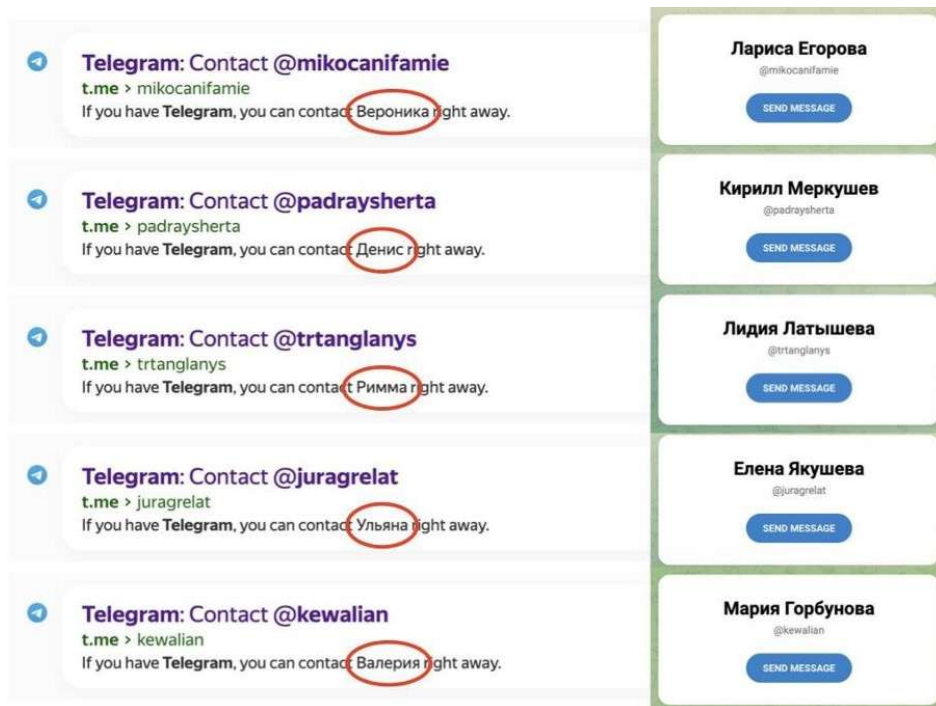 Telegram: Contact @mikocanifamie
t.me > mikocanifamie
If you have Telegram, you can contact Вероника right away.
Лариса Егорова
@mikocanifamie
SEND MESSAGE
Telegram: Contact @padraysherta
t.me > padraysherta
If you have Telegram, you can contact Денис right away.
Кирилл Меркушев
@padraysherta
SEND MESSAGE
Telegram: Contact @trtanglanys
t.me > trtanglanys
If you have Telegram, you can contact Римма right away.
Лидия Латышева
@trtanglanys
SEND MESSAGE
Telegram: Contact @juragrelat
t.me > juragrelat
If you have Telegram, you can contact Ульяна right away.
Елена Якушева
@juragrelat
SEND MESSAGE
Telegram: Contact @kewalian
t.me > kewalian
If you have Telegram, you can contact Валерия right away.
Мария Горбунова
@kewalian
SEND MESSAGE